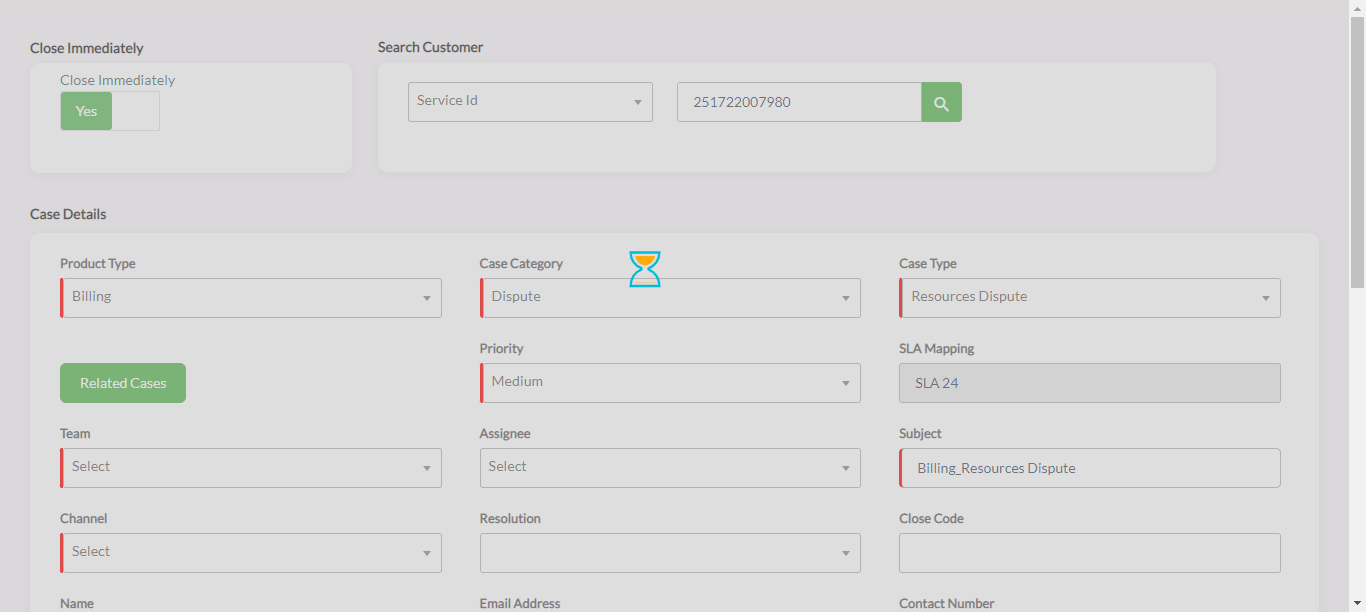 Close Immediately
Search Customer
Close Immediately
Yes
Service Id
251722007980
Case Details
Product Type
Case Category
Case Type
Billing
Dispute
Resources Dispute
Priority
SLA Mapping
Related Cases
Medium
SLA 24
Team
Assignee
Subject
Select
Select
Billing_Resources Dispute
Channel
Resolution
Close Code
Select
Name
Email Address
Contact Number